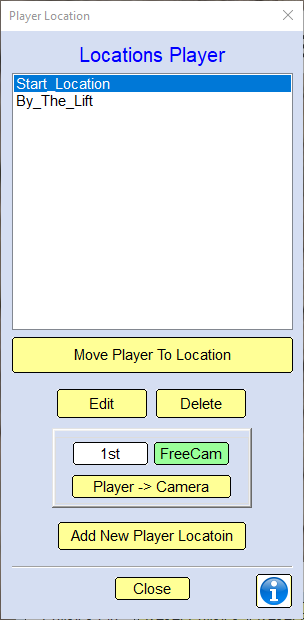 Player Location
Locations Player
Start_Location
By_The_Lift
Move Player To Location
Edit Delete
1st FreeCam
Player -> Camera
Add New Player Locatoin
Close
i